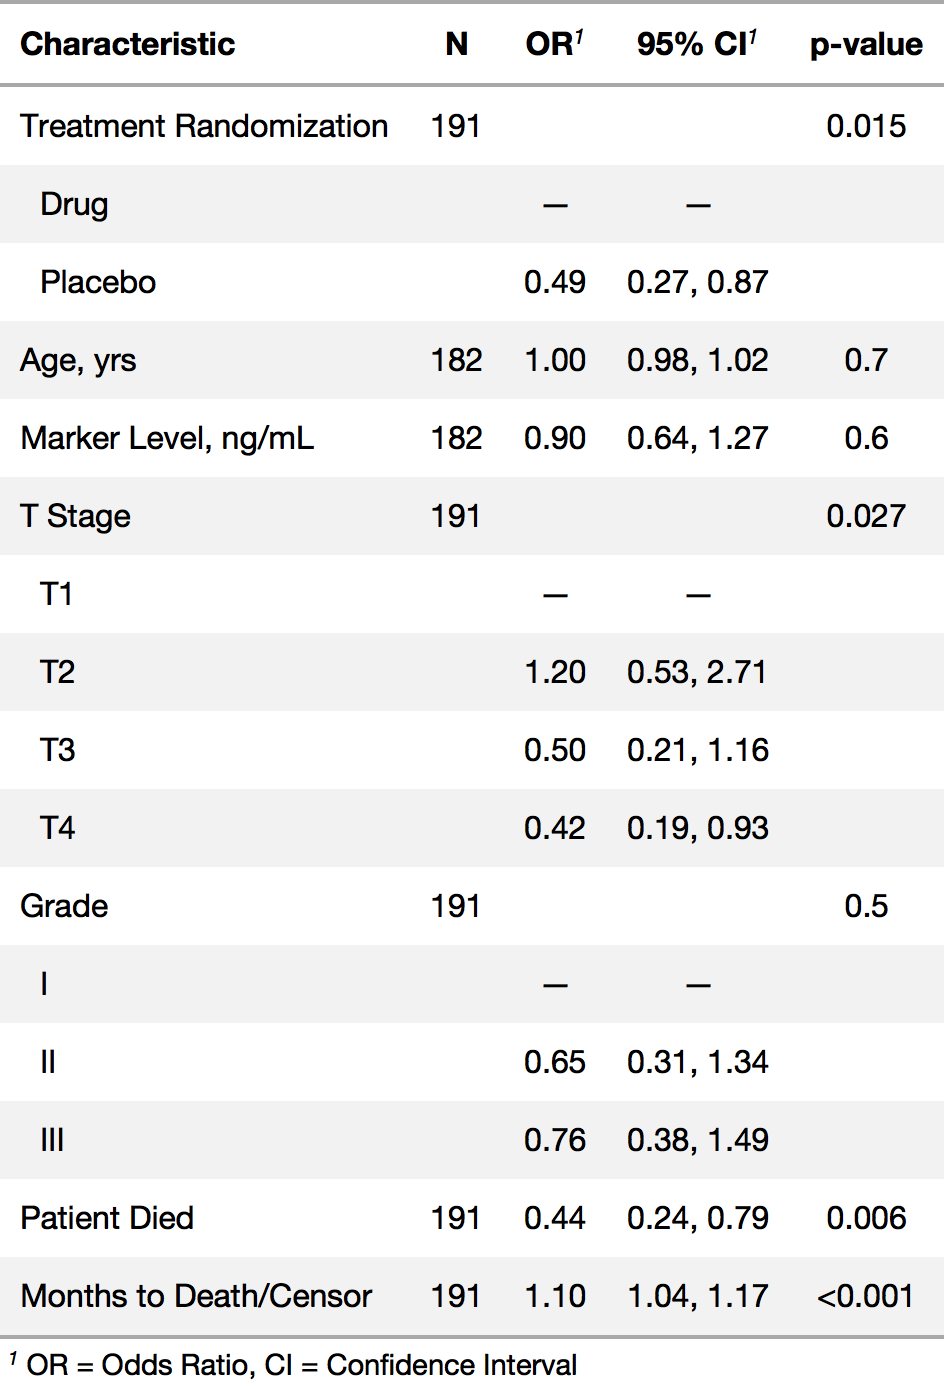 Characteristic N OR1 95% CI1 p-value
Treatment Randomization 191 0.015
Drug — —
Placebo 0.49 0.27, 0.87
Age, yrs 182 1.00 0.98, 1.02 0.7
Marker Level, ng/mL 182 0.90 0.64, 1.27 0.6
T Stage 191 0.027
T1 — —
T2 1.20 0.53, 2.71
T3 0.50 0.21, 1.16
T4 0.42 0.19, 0.93
Grade 191 0.5
I — —
II 0.65 0.31, 1.34
III 0.76 0.38, 1.49
Patient Died 191 0.44 0.24, 0.79 0.006
Months to Death/Censor 191 1.10 1.04, 1.17 <0.001
1 OR = Odds Ratio, CI = Confidence Interval